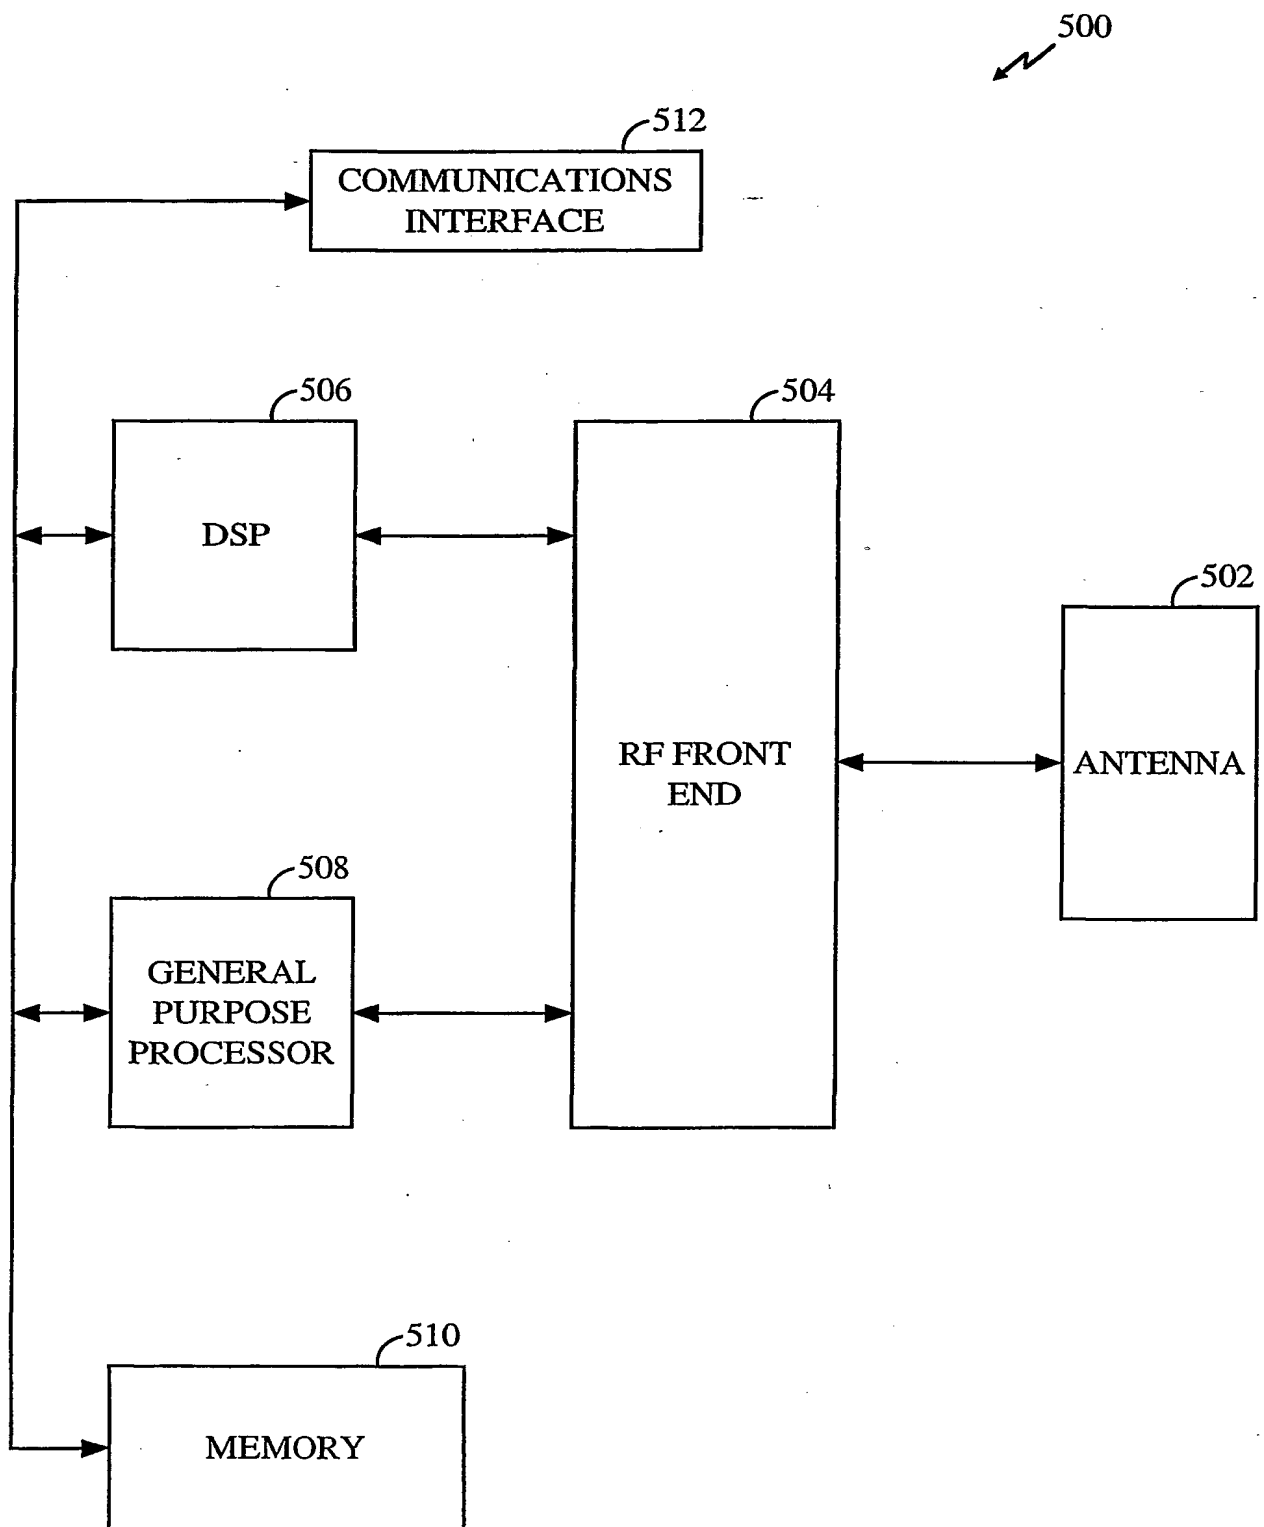 500
512
COMMUNICATIONS
INTERFACE
506
504
DSP
502
RF FRONT
END
ANTENNA
508
GENERAL
PURPOSE
PROCESSOR
510
MEMORY